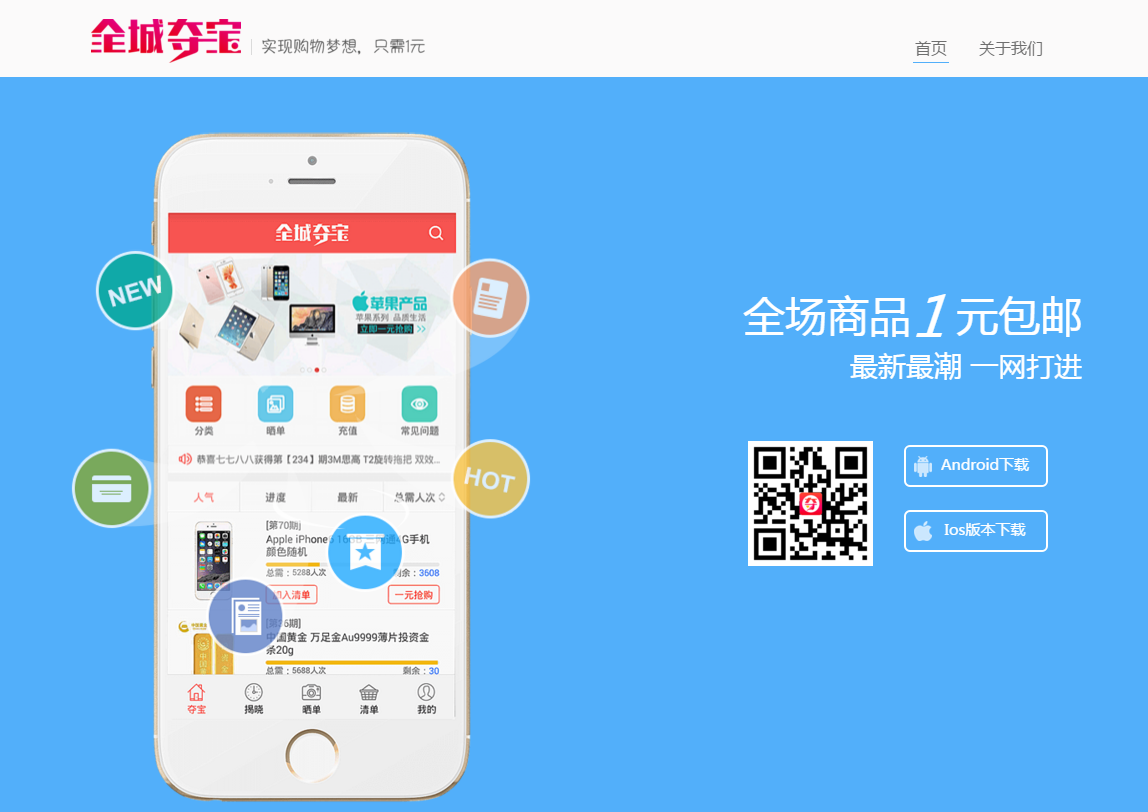 全城夺宝
实现购物梦想，只需1元
首页
关于我们
全城夺宝
NEW
苹果产品
苹果系列 品质生活
立即一元抢购 >>
分类
晒单
充值
常见问题
恭喜七七八八获得第【234】期3M思高 T2旋转拖把 双效...
人气
进度
最新
总需人次
HOT
[第70期]
Apple iPhone G手机
颜色随机
总需：5288人次
余：3608
入清单
一元抢购
期]
中国黄金 万足金Au9999薄片投资金
条20g
总需：5688人次
剩余：30
夺宝
揭晓
晒单
清单
我的
全场商品1元包邮
最新最潮 一网打进
夺
Android下载
Ios版本下载